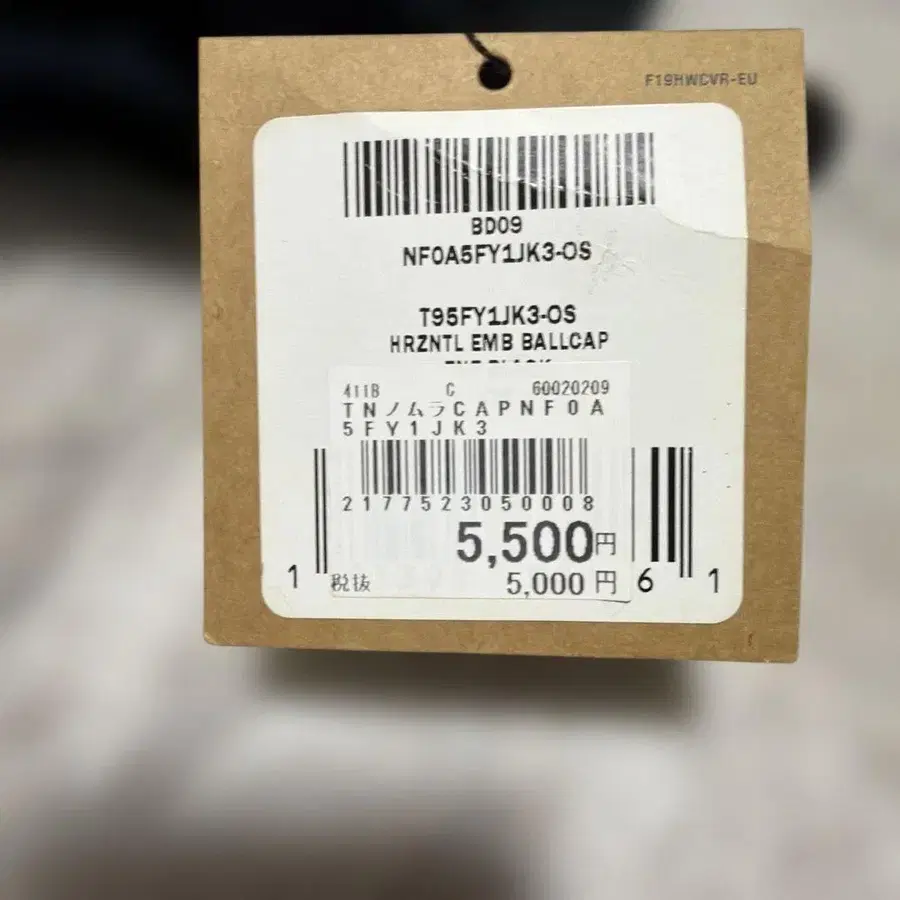 F19HWCVR-EU
BD09
NF0A5FY1JK3-OS
T95FY1JK3-OS
HRZNTL EMB BALLCAP
BLACK
411B C 60020209
TNノムラCAPNF0A
5FY1JK3
2177523050008
5,500円
税抜 5,000円
1 6 1